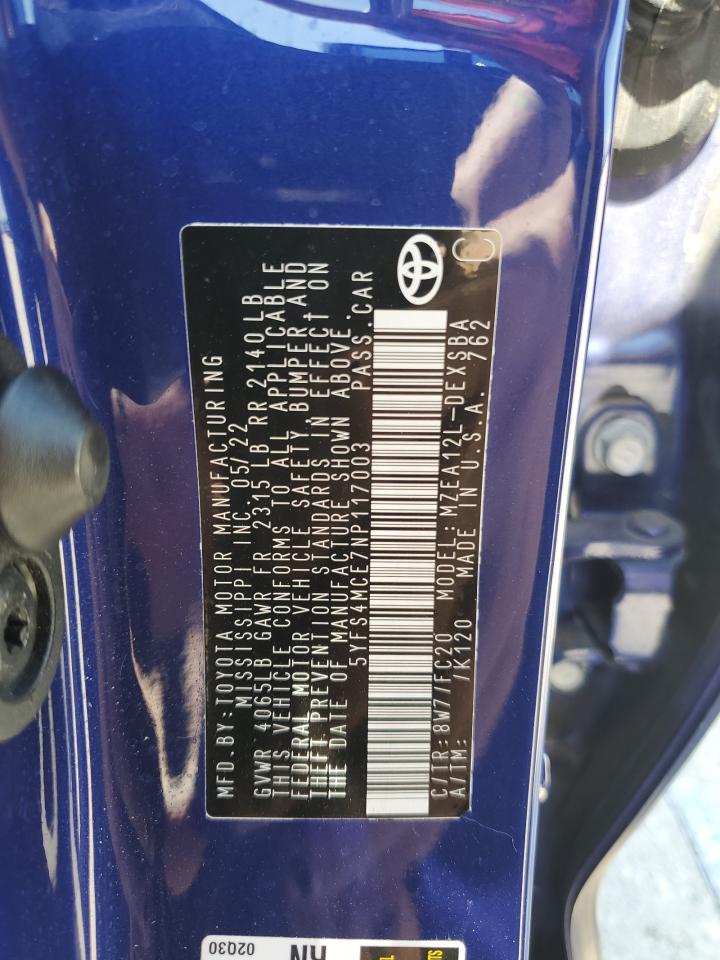 MFD.BY:TOYOTA MOTOR MANUFACTURING
MISSISSIPPI INC. 05/22
GVWR 4065LB GAWR FR 2315 LB RR 2140 LB
THIS VEHICLE CONFORMS TO ALL APPLICABLE
FEDERAL MOTOR VEHICLE SAFETY, BUMPER, AND
THEFT PREVENTION STANDARDS IN EFFECT ON
THE DATE OF MANUFACTURE SHOWN ABOVE.
5YFS4MCE7NP117003 PASS.CAR
C/TR:8W7/FC20 MODEL:MZEA12L-DEXSBA
A/TM: /K120 MADE IN U.S.A. 762
C
02Q30